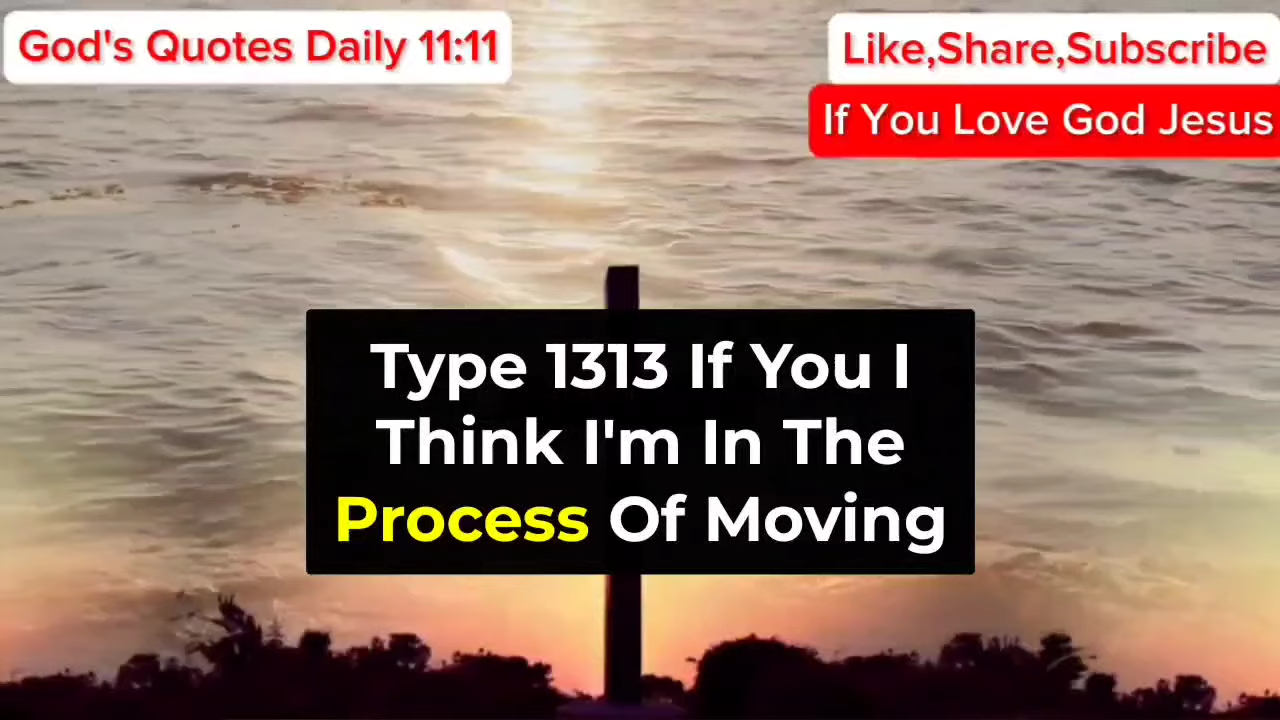 God's Quotes Daily 11:11
Like,Share,Subscribe
If You Love God Jesus
Type 1313 If You I
Think I'm In The
Process Of Moving